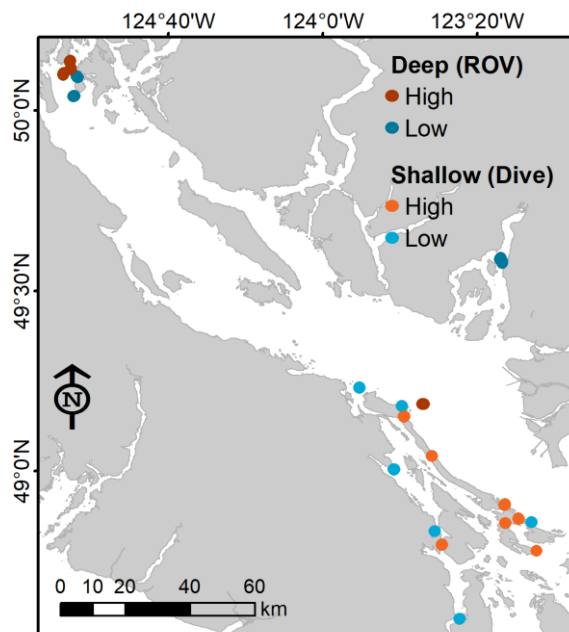 124°40'W 124°0'W 123°20'W
Deep (ROV)
High
Low
Shallow (Dive)
High
Low
50°0'N
49°30'N
49°0'N
N
0 10 20 40 60
km